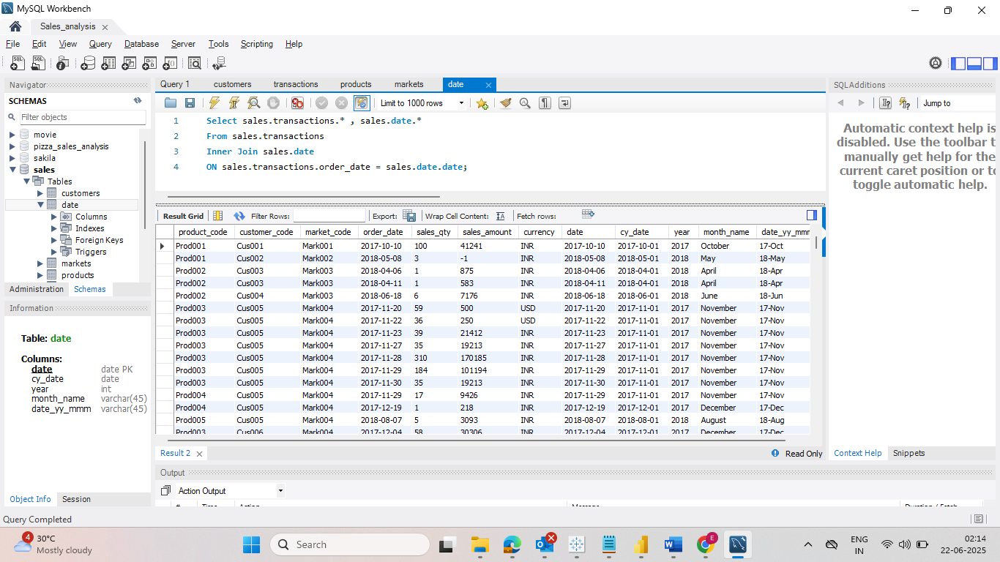 MySQL Workbench
Sales_analysis
File Edit View Query Database Server Tools Scripting Help
Navigator
SCHEMAS
Filter objects
movie
pizza_sales_analysis
sakila
sales
Tables
customers
date
Columns
Indexes
Foreign Keys
Triggers
markets
products
Administration Schemas
Information
Table: date
Columns:
date date PK
cy_date date
year int
month_name varchar(45)
date_yy_mmm varchar(45)
Object Info Session
Query 1 customers transactions products markets date
Limit to 1000 rows
1 Select sales.transactions.* , sales.date.*
2 From sales.transactions
3 Inner Join sales.date
4 ON sales.transactions.order_date = sales.date.date;
Result Grid Filter Rows: Export: Wrap Cell Content: Fetch rows:
product_code customer_code market_code order_date sales_qty sales_amount currency date cy_date year month_name date_yy_mmm
Prod001 Cus001 Mark001 2017-10-10 100 41241 INR 2017-10-10 2017-10-01 2017 October 17-Oct
Prod001 Cus002 Mark002 2018-05-08 3 -1 INR 2018-05-08 2018-05-01 2018 May 18-May
Prod002 Cus003 Mark003 2018-04-06 1 875 INR 2018-04-06 2018-04-01 2018 April 18-Apr
Prod002 Cus003 Mark003 2018-04-11 1 583 INR 2018-04-11 2018-04-01 2018 April 18-Apr
Prod002 Cus004 Mark003 2018-06-18 6 7176 INR 2018-06-18 2018-06-01 2018 June 18-Jun
Prod003 Cus005 Mark004 2017-11-20 59 500 USD 2017-11-20 2017-11-01 2017 November 17-Nov
Prod003 Cus005 Mark004 2017-11-22 36 250 USD 2017-11-22 2017-11-01 2017 November 17-Nov
Prod003 Cus005 Mark004 2017-11-23 39 21412 INR 2017-11-23 2017-11-01 2017 November 17-Nov
Prod003 Cus005 Mark004 2017-11-27 35 19213 INR 2017-11-27 2017-11-01 2017 November 17-Nov
Prod003 Cus005 Mark004 2017-11-28 310 170185 INR 2017-11-28 2017-11-01 2017 November 17-Nov
Prod003 Cus005 Mark004 2017-11-29 184 101194 INR 2017-11-29 2017-11-01 2017 November 17-Nov
Prod003 Cus005 Mark004 2017-11-30 35 19213 INR 2017-11-30 2017-11-01 2017 November 17-Nov
Prod004 Cus005 Mark004 2017-11-29 17 9426 INR 2017-11-29 2017-11-01 2017 November 17-Nov
Prod004 Cus005 Mark004 2017-12-19 1 218 INR 2017-12-19 2017-12-01 2017 December 17-Dec
Prod005 Cus005 Mark004 2018-08-07 5 3093 INR 2018-08-07 2018-08-01 2018 August 18-Aug
Prod003 Cus006 Mark004 2017-12-04 58 30306 INR 2017-12-04 2017-12-01 2017 December 17-Dec
Result 2 Read Only
Output
Action Output
# Time Action Message Duration / Fetch
SQLAdditions
Jump to
Automatic context help is
disabled. Use the toolbar t
manually get help for the
current caret position or to
toggle automatic help.
Context Help Snippets
Query Completed
4
30°C
Mostly cloudy
Search
E
ENG
IN
02:14
22-06-2025